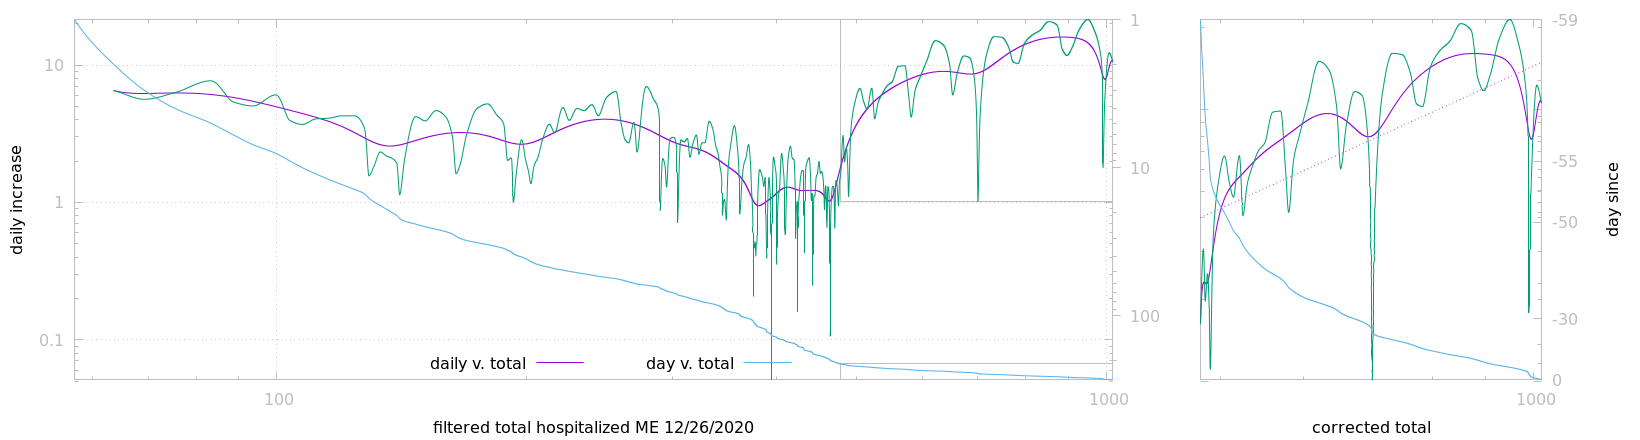 daily increase
10
1
0.1
daily v. total
day v. total
100
1000
filtered total hospitalized ME 12/26/2020
1
10
100
-59
-55
-50
-30
0
day since
1000
corrected total